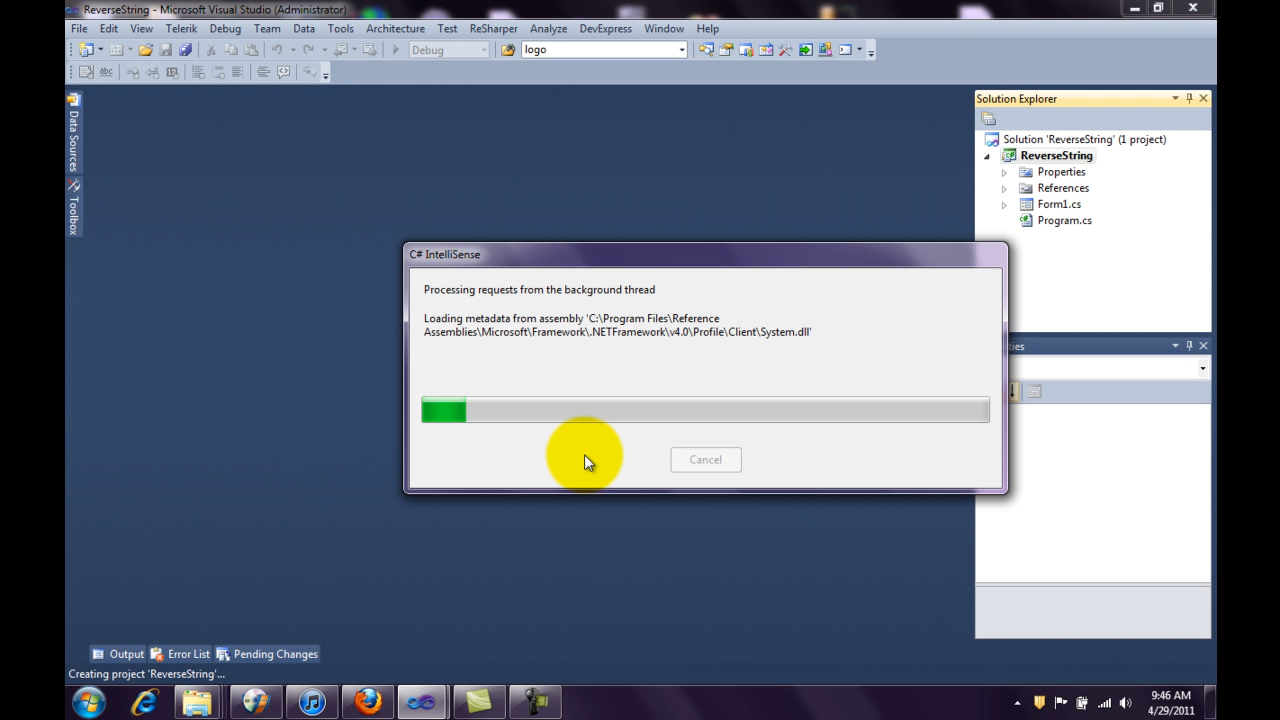 ReverseString - Microsoft Visual Studio (Administrator)
File Edit View Telerik Debug Team Data Tools Architecture Test ReSharper Analyze DevExpress Window Help
Debug logo
Data Sources
Toolbox
Solution Explorer
Solution 'ReverseString' (1 project)
ReverseString
Properties
References
Form1.cs
Program.cs
C# IntelliSense
Processing requests from the background thread
Loading metadata from assembly 'C:\Program Files\Reference
Assemblies\Microsoft\Framework\.NETFramework\v4.0\Profile\Client\System.dll'
Cancel
ties
Output Error List Pending Changes
Creating project 'ReverseString'...
9:46 AM
4/29/2011